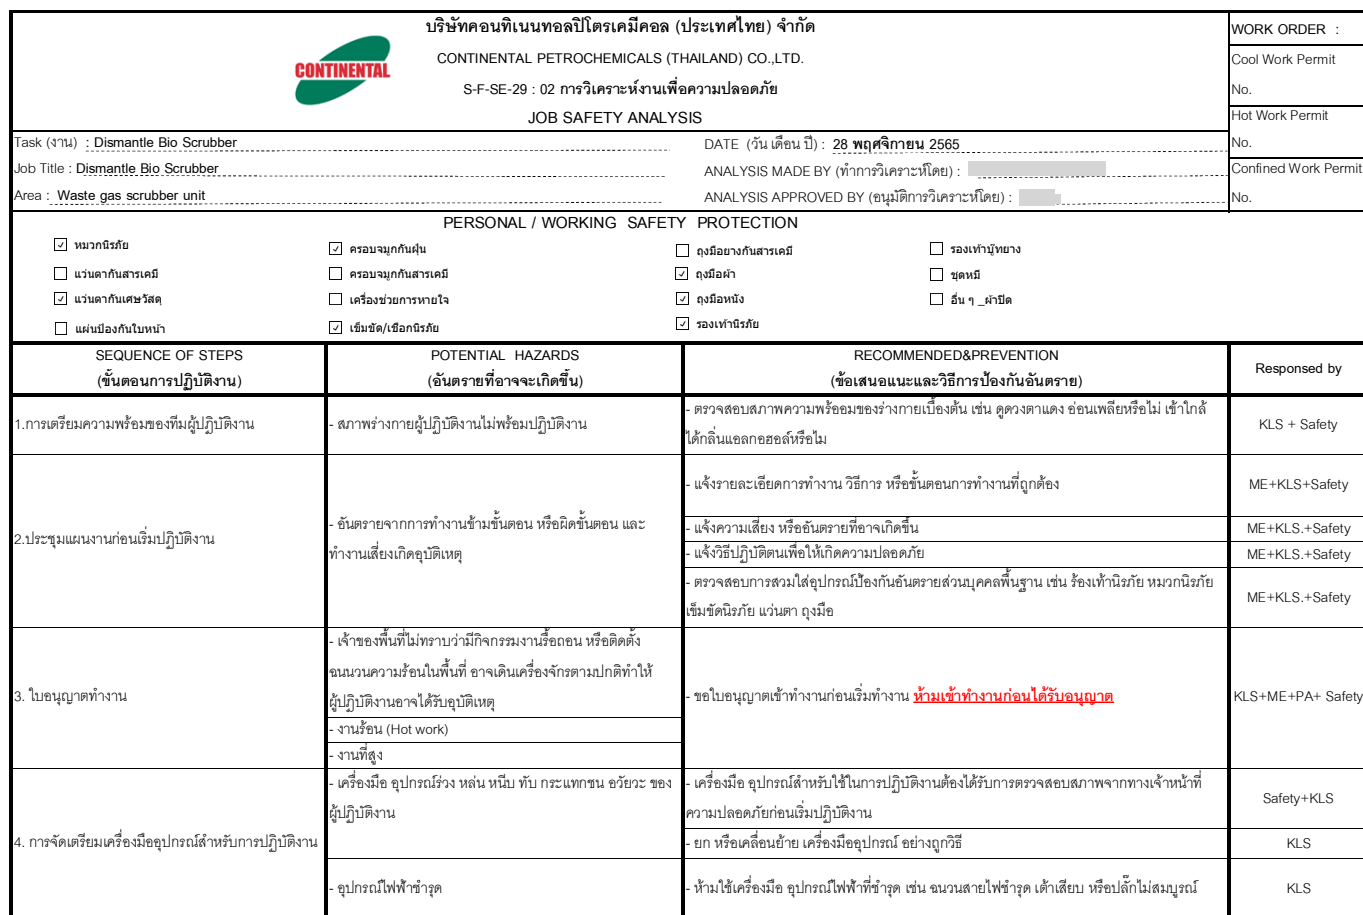 บริษัทคอนทิเนนทอลปิโตรเคมีคอล (ประเทศไทย) จำกัด
CONTINENTAL
CONTINENTAL PETROCHEMICALS (THAILAND) CO.,LTD.
S-F-SE-29 : 02 การวิเคราะห์งานเพื่อความปลอดภัย
JOB SAFETY ANALYSIS
WORK ORDER :
Cool Work Permit
No.
Hot Work Permit
No.
Confined Work Permit
No.
Task (งาน) : Dismantle Bio Scrubber
Job Title : Dismantle Bio Scrubber
Area : Waste gas scrubber unit
DATE (วัน เดือน ปี) : 28 พฤศจิกายน 2565
ANALYSIS MADE BY (ทำการวิเคราะห์โดย) :
ANALYSIS APPROVED BY (อนุมัติการวิเคราะห์โดย) :
PERSONAL / WORKING SAFETY PROTECTION
☑ หมวกนิรภัย ☑ ครอบจมูกกันฝุ่น ☐ ถุงมือยางกันสารเคมี ☐ รองเท้าบู๊ทยาง
☐ แว่นตากันสารเคมี ☐ ครอบจมูกกันสารเคมี ☑ ถุงมือผ้า ☐ ชุดหมี
☑ แว่นตากันเศษวัสดุ ☐ เครื่องช่วยการหายใจ ☑ ถุงมือหนัง ☐ อื่น ๆ _ผ้าปิด
☐ แผ่นป้องกันใบหน้า ☑ เข็มขัด/เชือกนิรภัย ☑ รองเท้านิรภัย
SEQUENCE OF STEPS
(ขั้นตอนการปฏิบัติงาน)
POTENTIAL HAZARDS
(อันตรายที่อาจจะเกิดขึ้น)
RECOMMENDED&PREVENTION
(ข้อเสนอแนะและวิธีการป้องกันอันตราย)
Responsed by
1.การเตรียมความพร้อมของทีมผู้ปฏิบัติงาน
- สภาพร่างกายผู้ปฏิบัติงานไม่พร้อมปฏิบัติงาน
- ตรวจสอบสภาพความพร้ออมของร่างกายเบื้องต้น เช่น ดูดวงตาแดง อ่อนเพลียหรือไม่ เข้าใกล้
ได้กลิ่นแอลกอฮอล์หรือไม
KLS + Safety
2.ประชุมแผนงานก่อนเริ่มปฏิบัติงาน
- อันตรายจากการทำงานข้ามขั้นตอน หรือผิดขั้นตอน และ
ทำงานเสี่ยงเกิดอุบัติเหตุ
- แจ้งรายละเอียดการทำงาน วิธีการ หรือขั้นตอนการทำงานที่ถูกต้อง
ME+KLS+Safety
- แจ้งความเสี่ยง หรืออันตรายที่อาจเกิดขึ้น
ME+KLS.+Safety
- แจ้งวิธีปฏิบัติตนเพื่อให้เกิดความปลอดภัย
ME+KLS.+Safety
- ตรวจสอบการสวมใส่อุปกรณ์ป้องกันอันตรายส่วนบุคคลพื้นฐาน เช่น ร้องเท้านิรภัย หมวกนิรภัย
เข็มขัดนิรภัย แว่นตา ถุงมือ
ME+KLS.+Safety
3. ใบอนุญาตทำงาน
- เจ้าของพื้นที่ไม่ทราบว่ามีกิจกรรมงานรื้อถอน หรือติดตั้ง
ฉนวนความร้อนในพื้นที่ อาจเดินเครื่องจักรตามปกติทำให้
ผู้ปฏิบัติงานอาจได้รับอุบัติเหตุ
- งานร้อน (Hot work)
- งานที่สูง
- ขอใบอนุญาตเข้าทำงานก่อนเริ่มทำงาน ห้ามเข้าทำงานก่อนได้รับอนุญาต
KLS+ME+PA+ Safety
4. การจัดเตรียมเครื่องมืออุปกรณ์สำหรับการปฏิบัติงาน
- เครื่องมือ อุปกรณ์ร่วง หล่น หนีบ ทับ กระแทกชน อวัยวะ ของ
ผู้ปฏิบัติงาน
- เครื่องมือ อุปกรณ์สำหรับใช้ในการปฏิบัติงานต้องได้รับการตรวจสอบสภาพจากทางเจ้าหน้าที่
ความปลอดภัยก่อนเริ่มปฏิบัติงาน
Safety+KLS
- ยก หรือเคลื่อนย้าย เครื่องมืออุปกรณ์ อย่างถูกวิธี
KLS
- อุปกรณ์ไฟฟ้าชำรุด
- ห้ามใช้เครื่องมือ อุปกรณ์ไฟฟ้าที่ชำรุด เช่น ฉนวนสายไฟชำรุด เต้าเสียบ หรือปลั๊กไม่สมบูรณ์
KLS